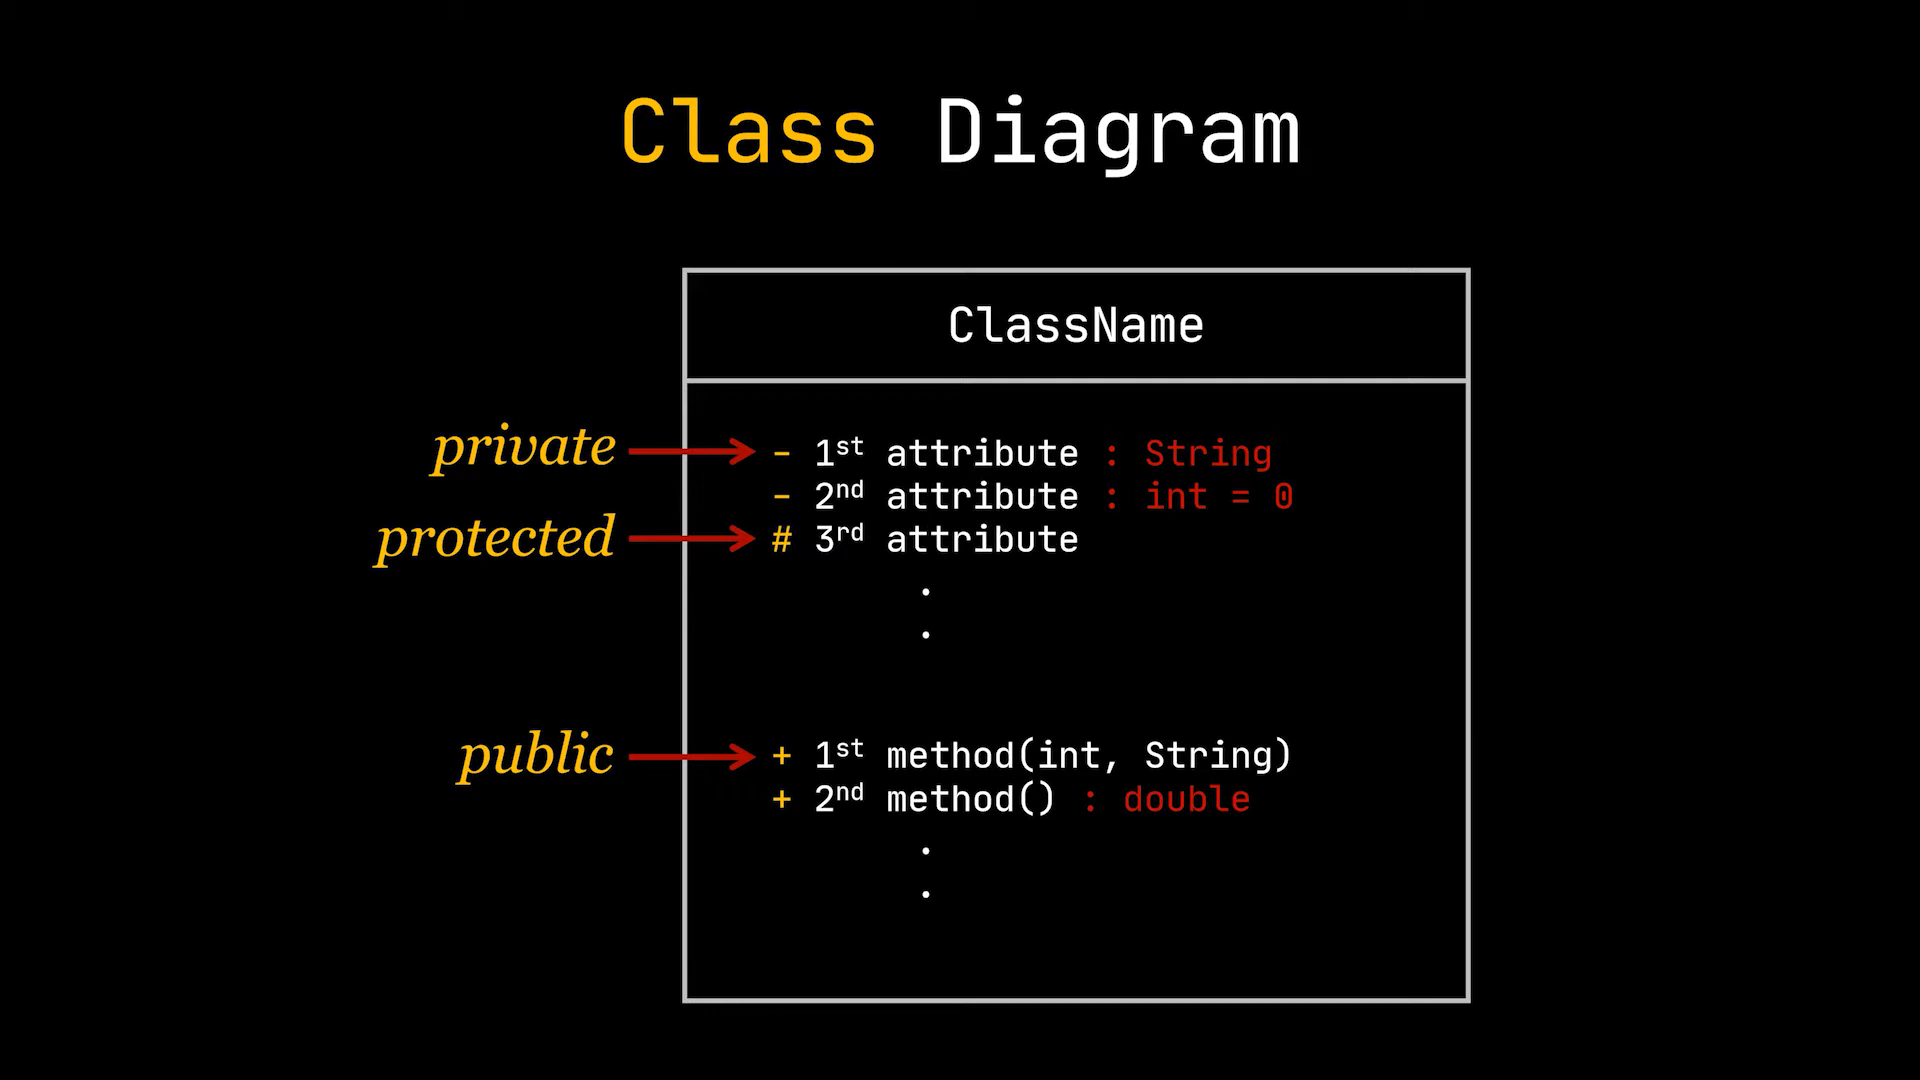 Class Diagram
ClassName
private
- 1st attribute : String
- 2nd attribute : int = 0
protected
# 3rd attribute
.
.
public
+ 1st method(int, String)
+ 2nd method() : double
.
.